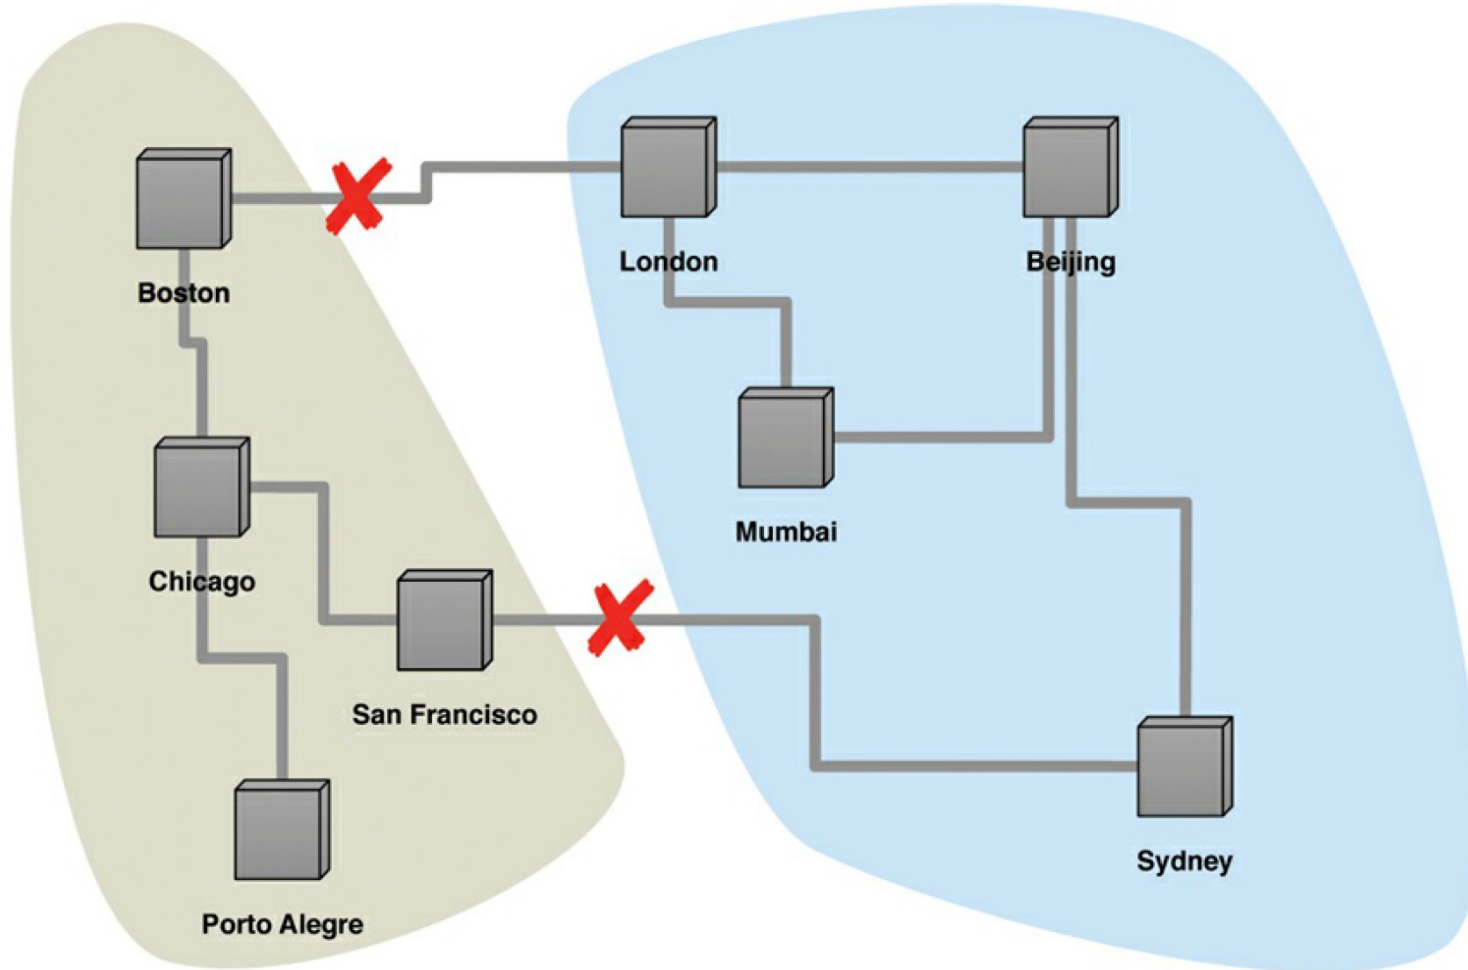 Boston
London
Beijing
Mumbai
Chicago
San Francisco
Sydney
Porto Alegre